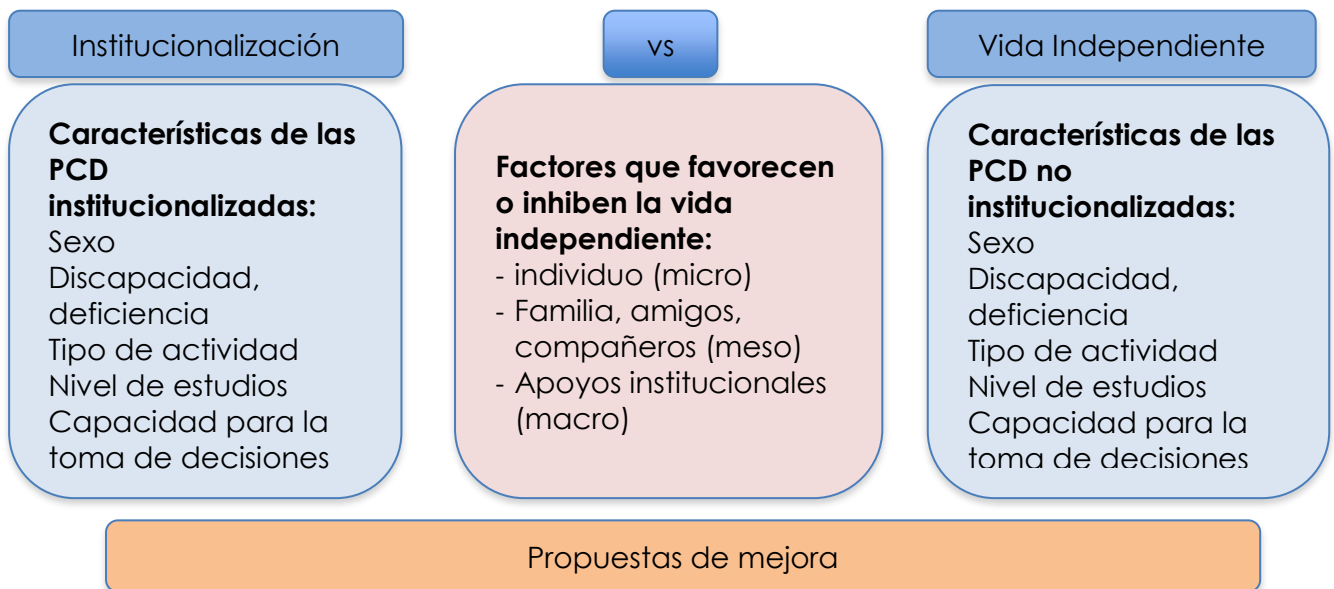 Institucionalización
vs
Vida Independiente
Características de las
PCD
institucionalizadas:
Sexo
Discapacidad,
deficiencia
Tipo de actividad
Nivel de estudios
Capacidad para la
toma de decisiones
Factores que favorecen
o inhiben la vida
independiente:
- individuo (micro)
- Familia, amigos,
compañeros (meso)
- Apoyos institucionales
(macro)
Características de las
PCD no
institucionalizadas:
Sexo
Discapacidad,
deficiencia
Tipo de actividad
Nivel de estudios
Capacidad para la
toma de decisiones
Propuestas de mejora